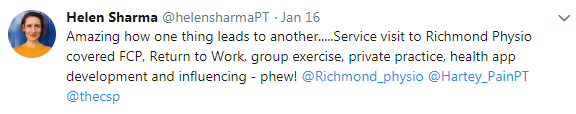 Helen Sharma @helensharmaPT · Jan 16
Amazing how one thing leads to another.....Service visit to Richmond Physio
covered FCP, Return to Work, group exercise, private practice, health app
development and influencing - phew! @Richmond_physio @Hartey_PainPT
@thecsp